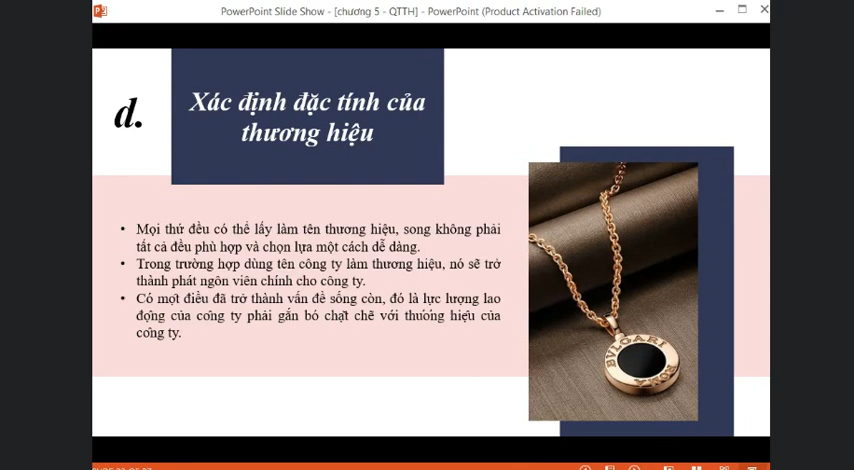 PowerPoint Slide Show - [chương 5 - QTTH] - PowerPoint (Product Activation Failed)
d.
Xác định đặc tính của
thương hiệu
• Mọi thứ đều có thể lấy làm tên thương hiệu, song không phải
tất cả đều phù hợp và chọn lựa một cách dễ dàng.
• Trong trường hợp dùng tên công ty làm thương hiệu, nó sẽ trở
thành phát ngôn viên chính cho công ty.
• Có một điều đã trở thành vấn đề sống còn, đó là lực lượng lao
động của công ty phải gắn bó chặt chẽ với thương hiệu của
công ty.
BVLGARI
ROMA